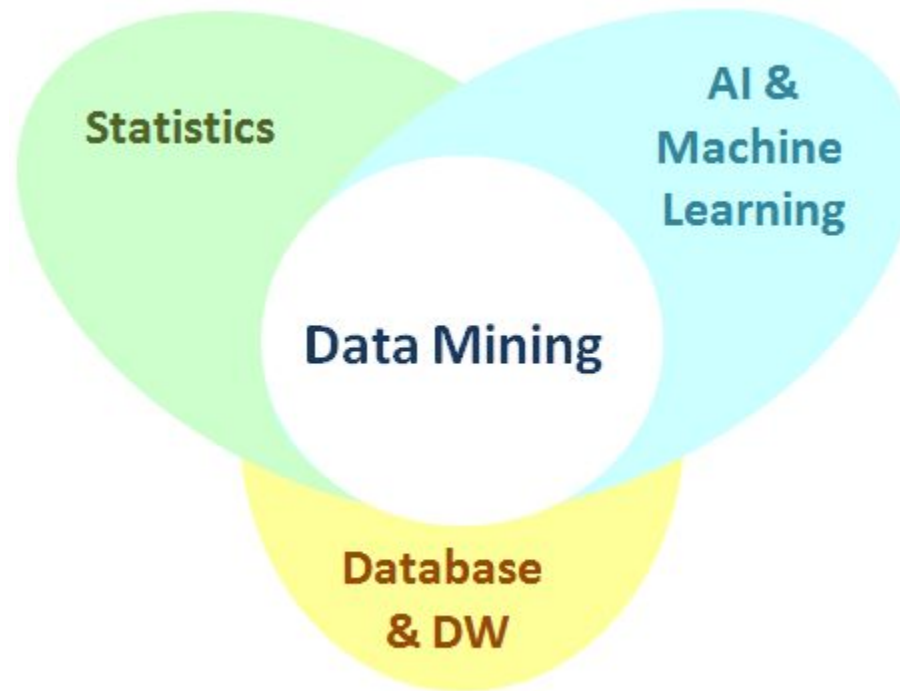 Statistics
AI &
Machine
Learning
Data Mining
Database
& DW